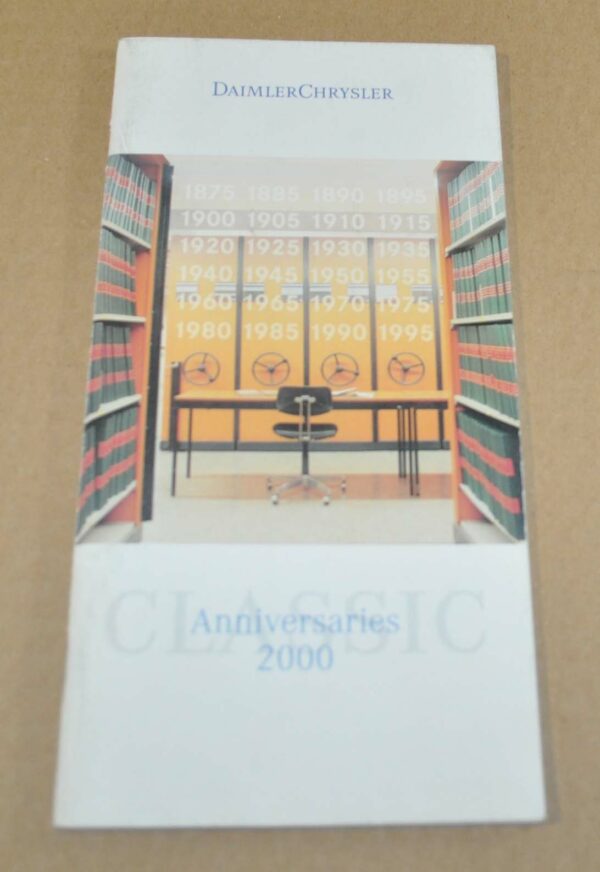 DAIMLERCHRYSLER
1875 1885 1890 1895
1900 1905 1910 1915
1920 1925 1930 1935
1940 1945 1950 1955
1960 1965 1970 1975
1980 1985 1990 1995
CLASSIC
Anniversaries
2000